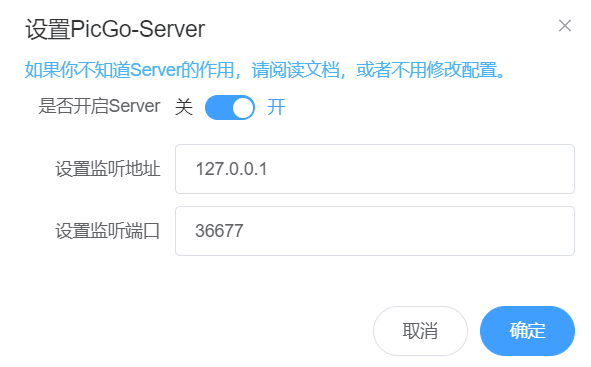 设置PicGo-Server
如果你不知道Server的作用，请阅读文档，或者不用修改配置。
是否开启Server 关 开
设置监听地址 127.0.0.1
设置监听端口 36677
取消 确定